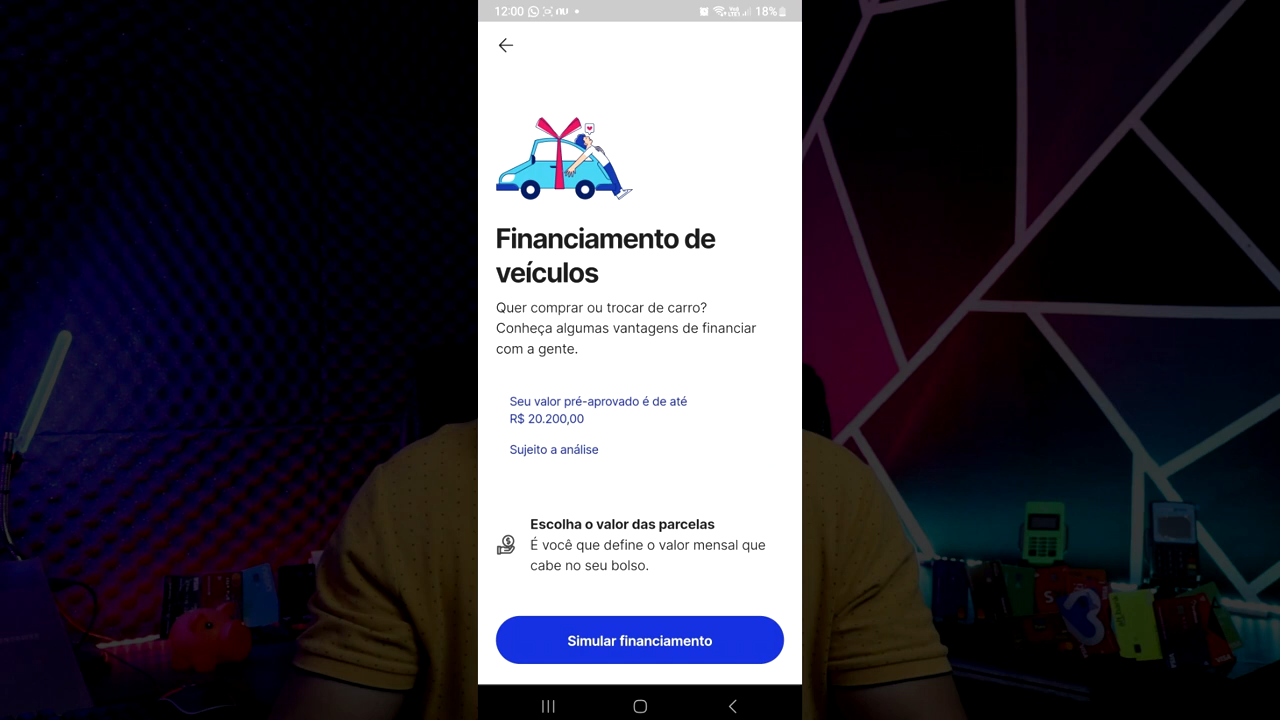 12:00
18%
Financiamento de
veículos
Quer comprar ou trocar de carro?
Conheça algumas vantagens de financiar
com a gente.
Seu valor pré-aprovado é de até
R$ 20.200,00
Sujeito a análise
Escolha o valor das parcelas
É você que define o valor mensal que
cabe no seu bolso.
Simular financiamento